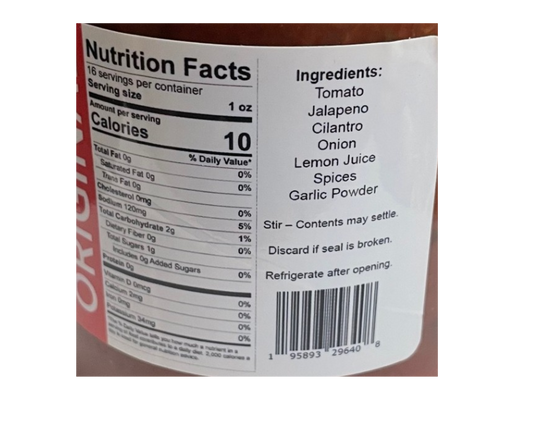 ORIGINAL
Nutrition Facts
16 servings per container
Serving size 1 oz
Amount per serving
Calories 10
% Daily Value*
Total Fat 0g 0%
Saturated Fat 0g 0%
Trans Fat 0g
Cholesterol 0mg 0%
Sodium 120mg 5%
Total Carbohydrate 2g 1%
Dietary Fiber 0g 0%
Total Sugars 1g
Includes 0g Added Sugars 0%
Protein 0g
Vitamin D 0mcg 0%
Calcium 2mg 0%
Iron 0mg 0%
Potassium 34mg 0%
Ingredients:
Tomato
Jalapeno
Cilantro
Onion
Lemon Juice
Spices
Garlic Powder
Stir – Contents may settle.
Discard if seal is broken.
Refrigerate after opening.
1 95893 29640 8